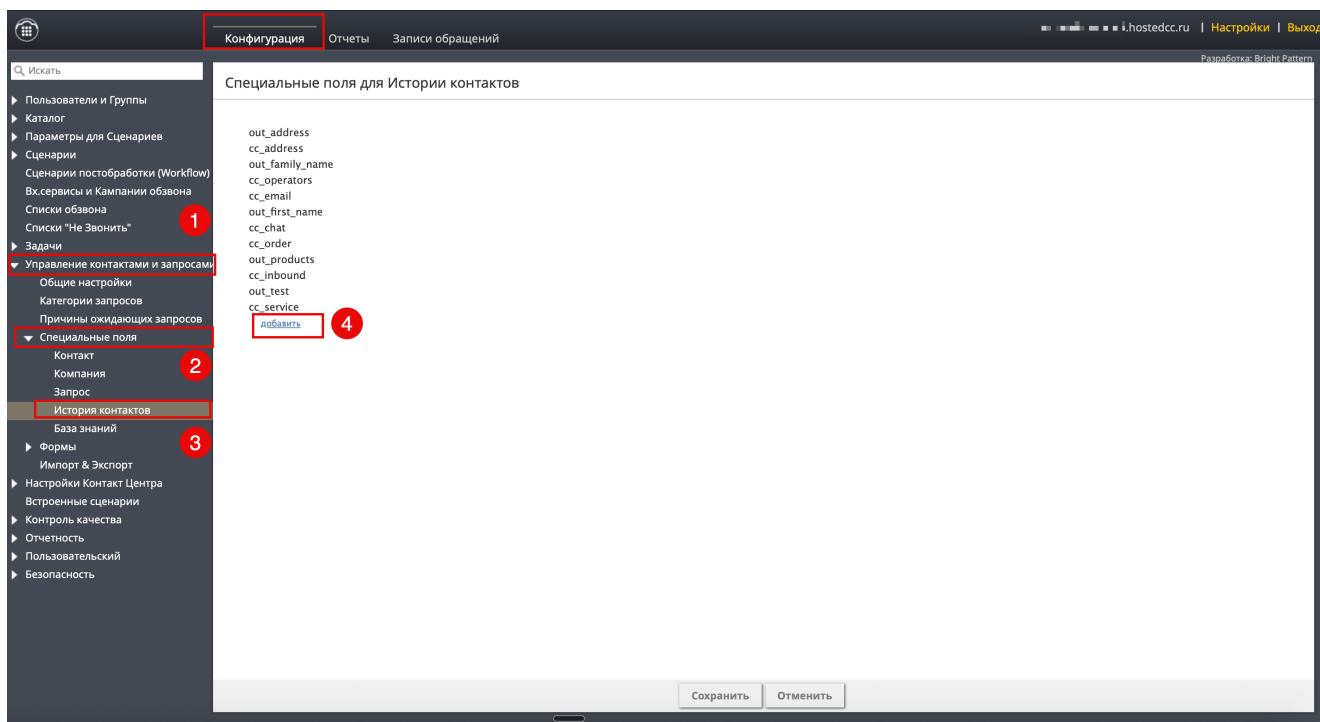 Конфигурация Отчеты Записи обращений
.hostedcc.ru | Настройки | Выход
Разработка: Bright Pattern
Искать
Пользователи и Группы
Каталог
Параметры для Сценариев
Сценарии
Сценарии постобработки (Workflow)
Вх.сервисы и Кампании обзвона
Списки обзвона
1
Списки "Не Звонить"
Задачи
Управление контактами и запросами
Общие настройки
Категории запросов
Причины ожидающих запросов
Специальные поля
Контакт
2
Компания
Запрос
История контактов
База знаний
3
Формы
Импорт & Экспорт
Настройки Контакт Центра
Встроенные сценарии
Контроль качества
Отчетность
Пользовательский
Безопасность
Специальные поля для Истории контактов
out_address
cc_address
out_family_name
cc_operators
cc_email
out_first_name
cc_chat
cc_order
out_products
cc_inbound
out_test
cc_service
добавить 4
Сохранить Отменить